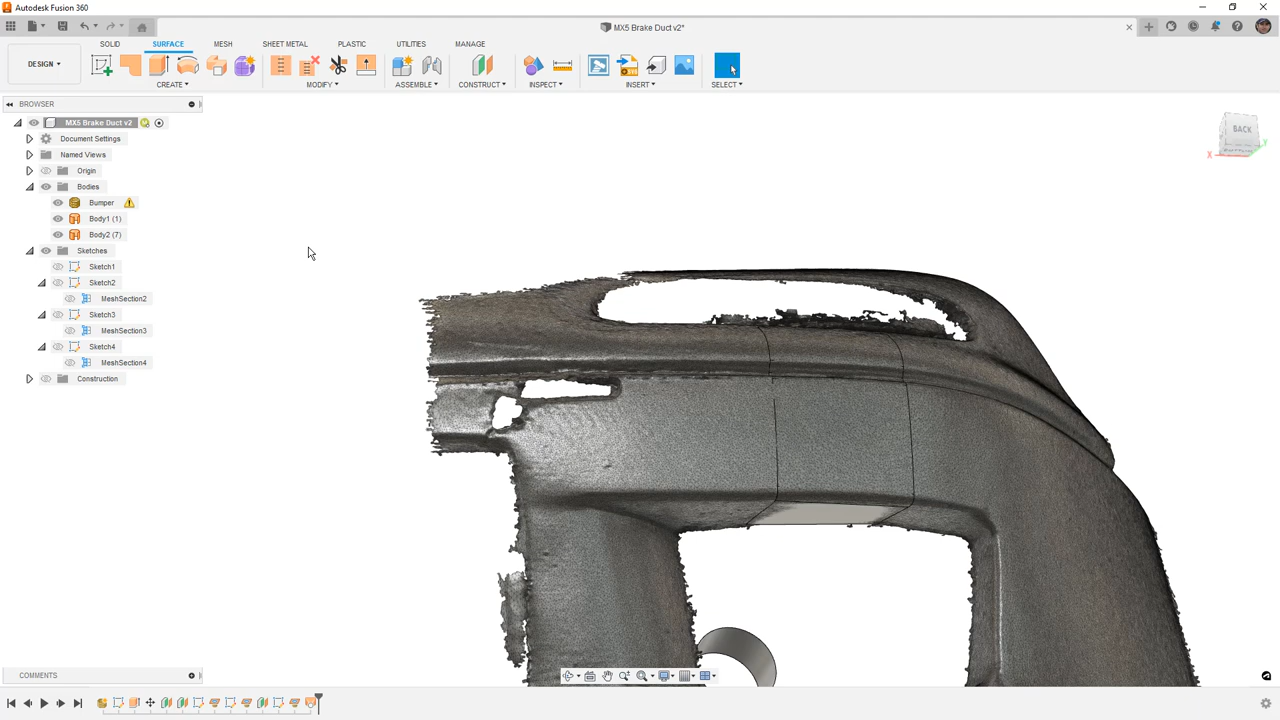 Autodesk Fusion 360
MX5 Brake Duct v2*
SOLID SURFACE MESH SHEET METAL PLASTIC UTILITIES MANAGE
DESIGN
CREATE MODIFY ASSEMBLE CONSTRUCT INSPECT INSERT SELECT
BROWSER
MX5 Brake Duct v2
Document Settings
Named Views
Origin
Bodies
Bumper
Body1 (1)
Body2 (7)
Sketches
Sketch1
Sketch2
MeshSection2
Sketch3
MeshSection3
Sketch4
MeshSection4
Construction
BACK
X
Y
COMMENTS